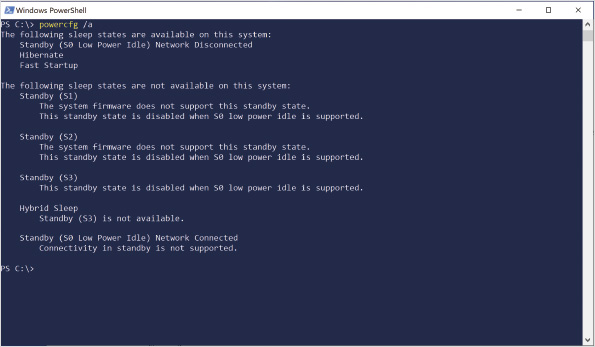 Windows PowerShell
PS C:\> powercfg /a
The following sleep states are available on this system:
Standby (S0 Low Power Idle) Network Disconnected
Hibernate
Fast Startup
The following sleep states are not available on this system:
Standby (S1)
The system firmware does not support this standby state.
This standby state is disabled when S0 low power idle is supported.
Standby (S2)
The system firmware does not support this standby state.
This standby state is disabled when S0 low power idle is supported.
Standby (S3)
This standby state is disabled when S0 low power idle is supported.
Hybrid Sleep
Standby (S3) is not available.
Standby (S0 Low Power Idle) Network Connected
Connectivity in standby is not supported.
PS C:\>